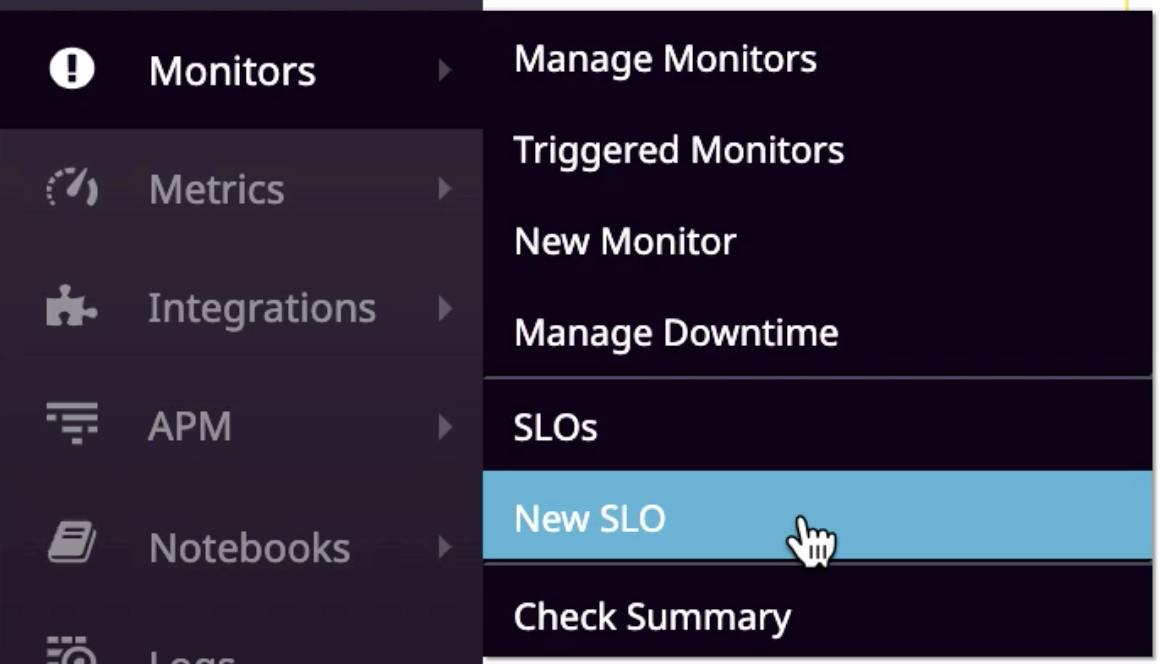 Monitors
Metrics
Integrations
APM
Notebooks
Logs
Manage Monitors
Triggered Monitors
New Monitor
Manage Downtime
SLOs
New SLO
Check Summary